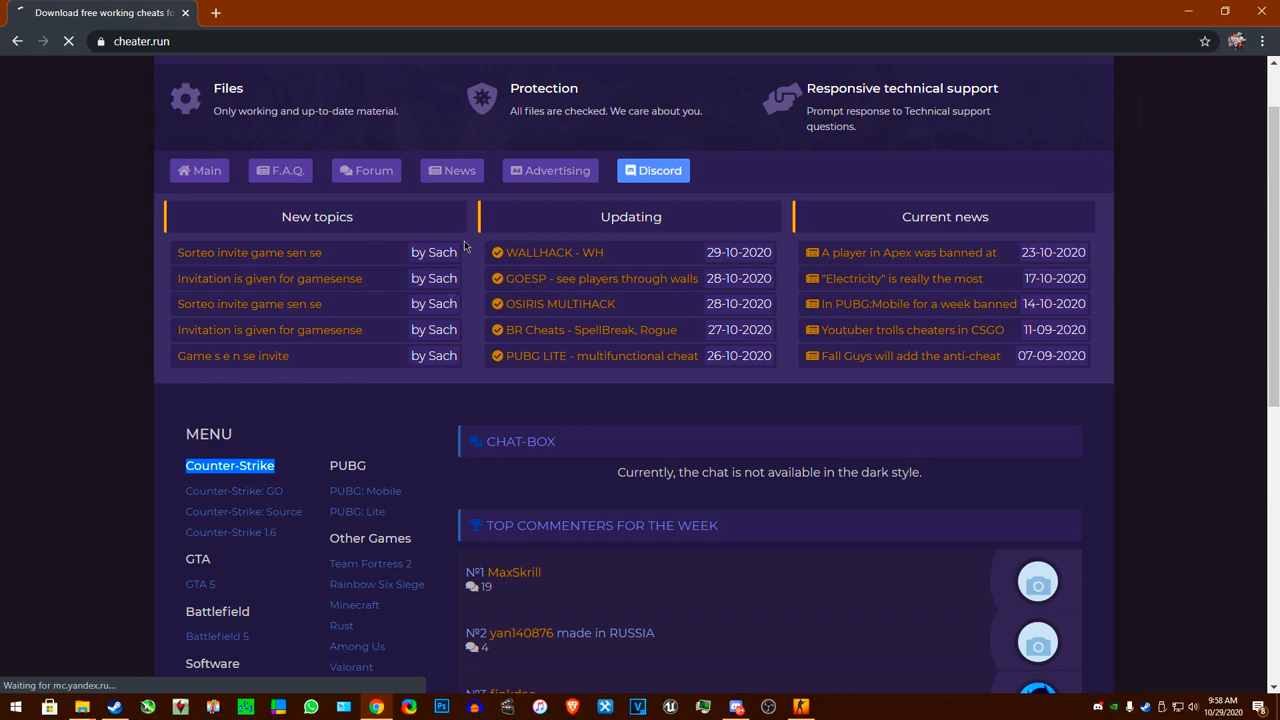 Download free working cheats fo
cheater.run
Files
Only working and up-to-date material.
Protection
All files are checked. We care about you.
Responsive technical support
Prompt response to Technical support
questions.
Main
F.A.Q.
Forum
News
Advertising
Discord
New topics
Sorteo invite game sen se by Sach
Invitation is given for gamesense by Sach
Sorteo invite game sen se by Sach
Invitation is given for gamesense by Sach
Game s e n se invite by Sach
Updating
WALLHACK - WH 29-10-2020
GOESP - see players through walls 28-10-2020
OSIRIS MULTIHACK 28-10-2020
BR Cheats - SpellBreak, Rogue 27-10-2020
PUBG LITE - multifunctional cheat 26-10-2020
Current news
A player in Apex was banned at 23-10-2020
"Electricity" is really the most 17-10-2020
In PUBG:Mobile for a week banned 14-10-2020
Youtuber trolls cheaters in CSGO 11-09-2020
Fall Guys will add the anti-cheat 07-09-2020
MENU
Counter-Strike
Counter-Strike: GO
Counter-Strike: Source
Counter-Strike 1.6
GTA
GTA 5
Battlefield
Battlefield 5
Software
PUBG
PUBG: Mobile
PUBG: Lite
Other Games
Team Fortress 2
Rainbow Six Siege
Minecraft
Rust
Among Us
Valorant
CHAT-BOX
Currently, the chat is not available in the dark style.
TOP COMMENTERS FOR THE WEEK
№1 MaxSkrill
19
№2 yan140876 made in RUSSIA
4
Waiting for mc.yandex.ru...
9:58 AM
10/29/2020